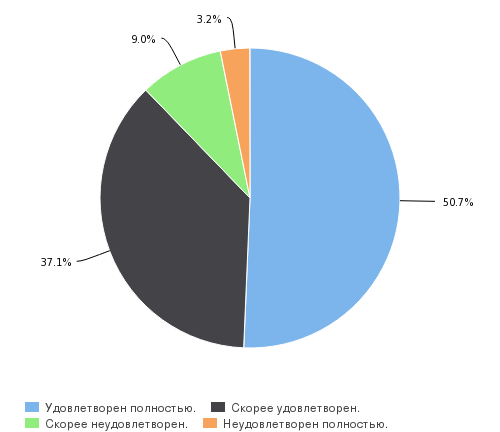 3.2%
9.0%
50.7%
37.1%
Удовлетворен полностью. Скорее удовлетворен.
Скорее неудовлетворен. Неудовлетворен полностью.